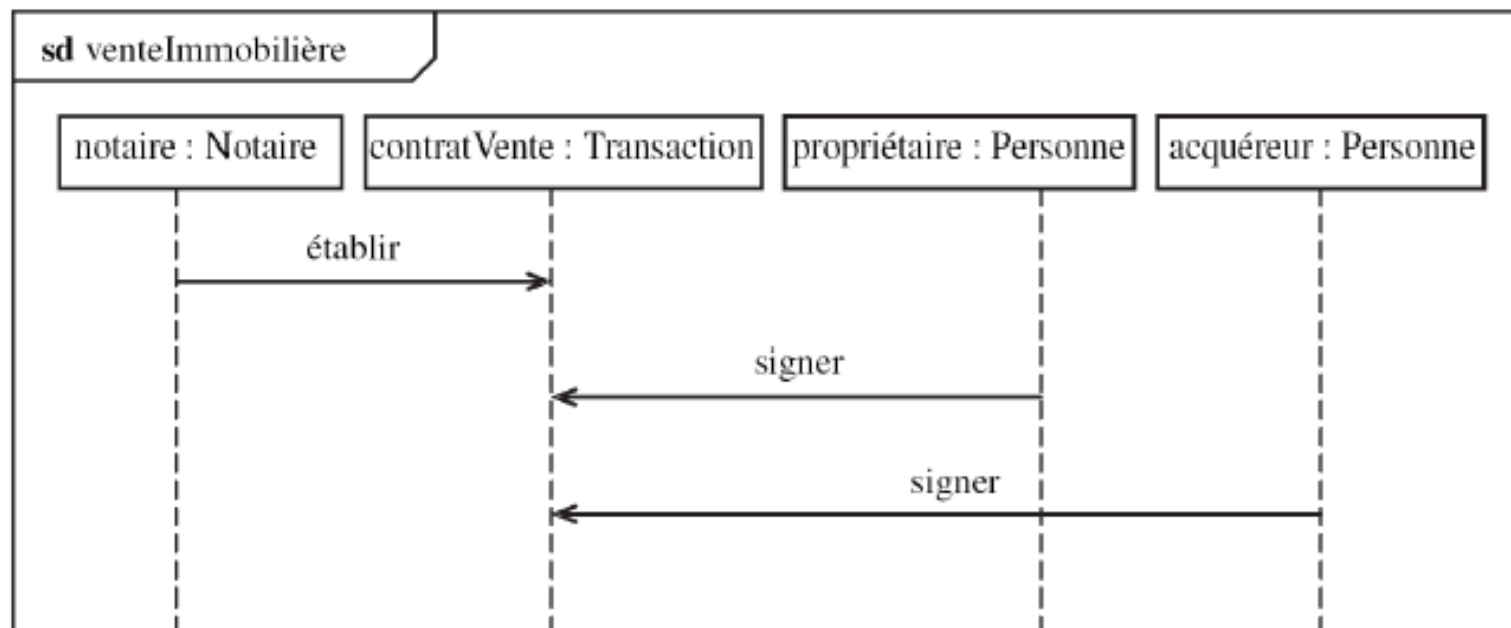 sd venteImmobilière
notaire : Notaire
contratVente : Transaction
propriétaire : Personne
acquéreur : Personne
établir
signer
signer